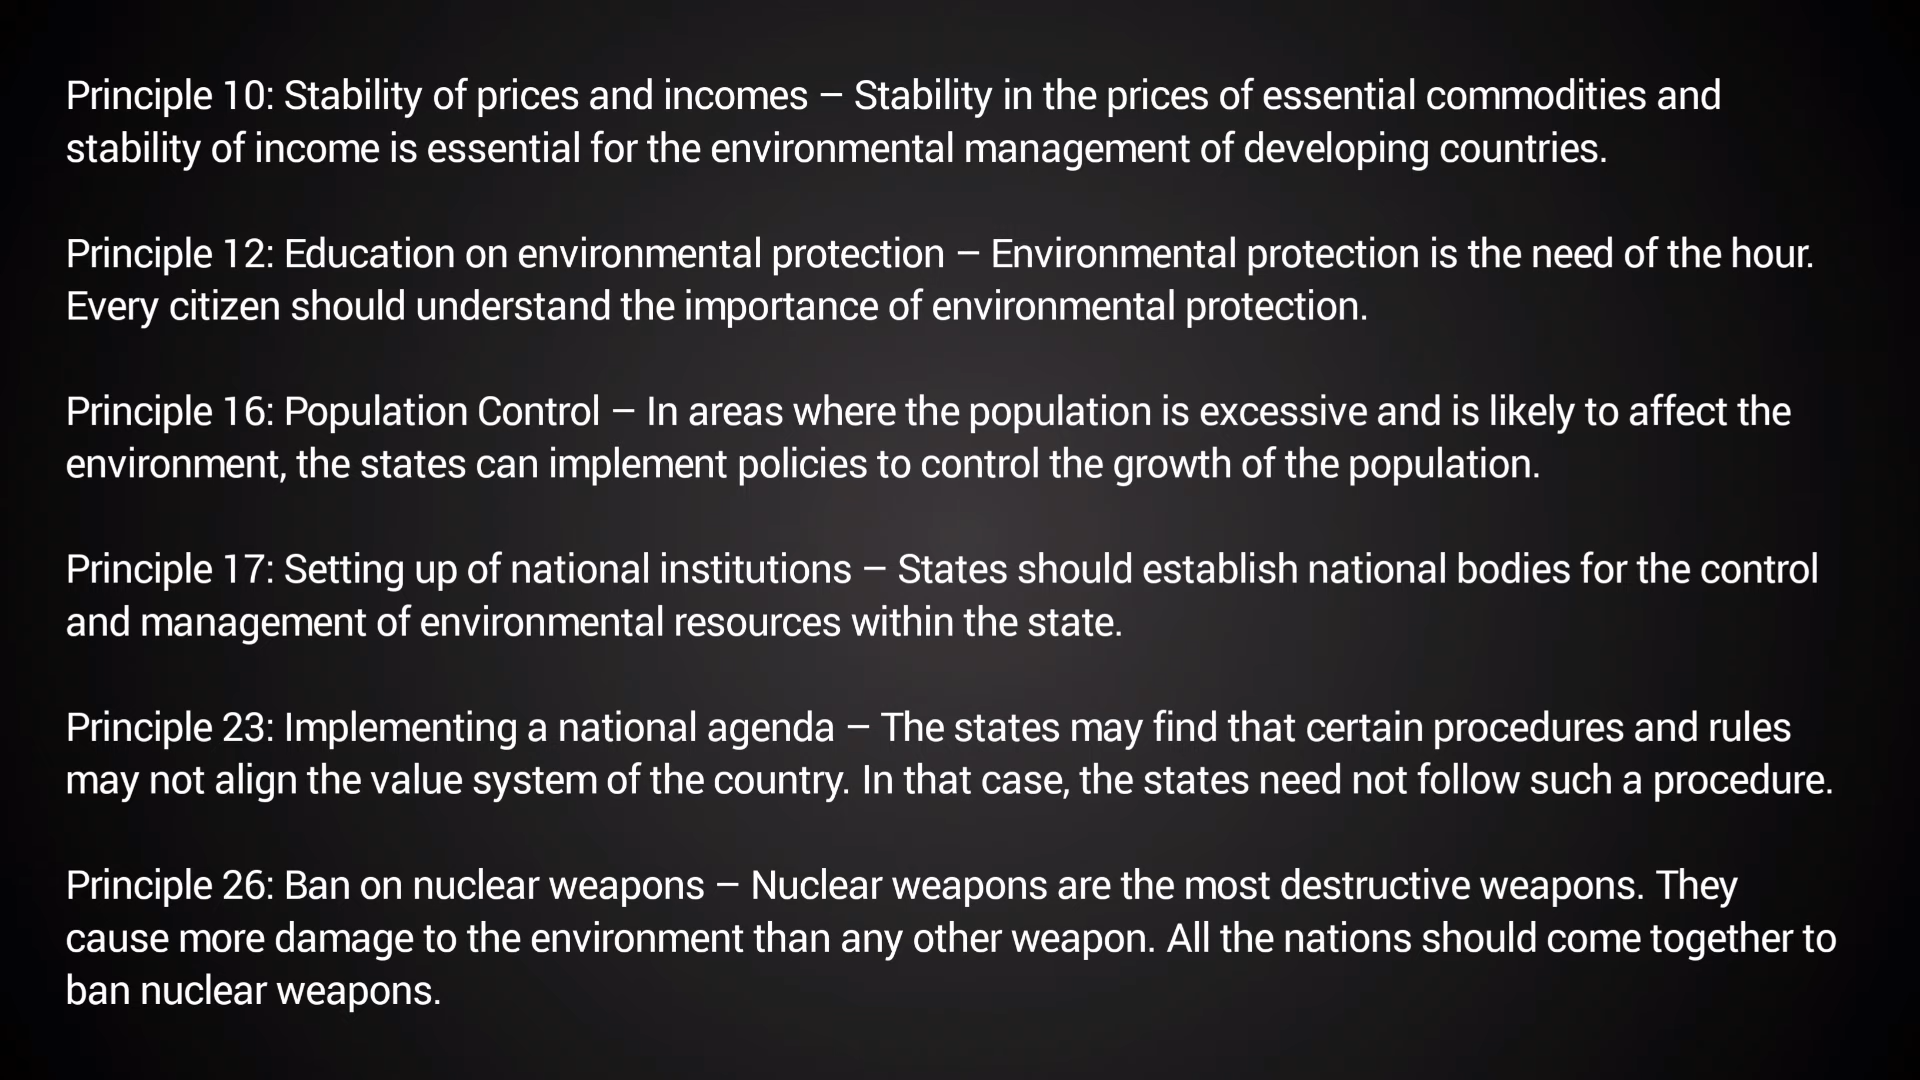 Principle 10: Stability of prices and incomes – Stability in the prices of essential commodities and
stability of income is essential for the environmental management of developing countries.
Principle 12: Education on environmental protection – Environmental protection is the need of the hour.
Every citizen should understand the importance of environmental protection.
Principle 16: Population Control – In areas where the population is excessive and is likely to affect the
environment, the states can implement policies to control the growth of the population.
Principle 17: Setting up of national institutions – States should establish national bodies for the control
and management of environmental resources within the state.
Principle 23: Implementing a national agenda – The states may find that certain procedures and rules
may not align the value system of the country. In that case, the states need not follow such a procedure.
Principle 26: Ban on nuclear weapons – Nuclear weapons are the most destructive weapons. They
cause more damage to the environment than any other weapon. All the nations should come together to
ban nuclear weapons.